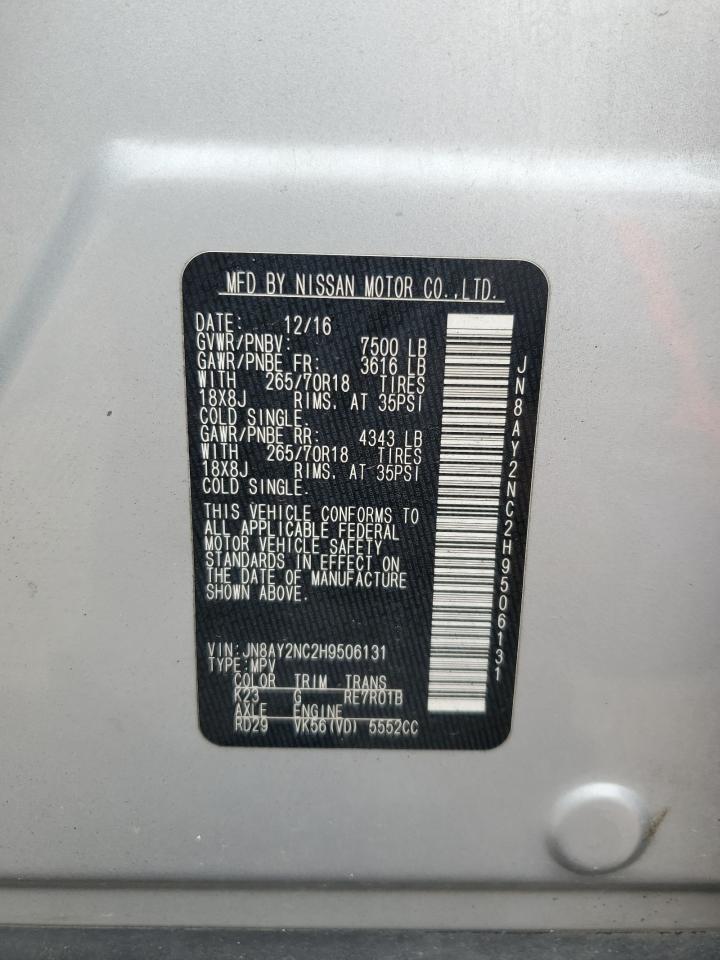 MFD BY NISSAN MOTOR CO.,LTD.
DATE: 12/16
GVWR/PNBV: 7500 LB
GAWR/PNBE FR: 3616 LB
WITH 265/70R18 TIRES
18X8J RIMS. AT 35PSI
COLD SINGLE.
GAWR/PNBE RR: 4343 LB
WITH 265/70R18 TIRES
18X8J RIMS. AT 35PSI
COLD SINGLE.
THIS VEHICLE CONFORMS TO
ALL APPLICABLE FEDERAL
MOTOR VEHICLE SAFETY
STANDARDS IN EFFECT ON
THE DATE OF MANUFACTURE
SHOWN ABOVE.
VIN:JN8AY2NC2H9506131
TYPE:MPV
COLOR TRIM TRANS
K23 G RE7R01B
AXLE ENGINE
RD29 VK56(VD) 5552CC
JN8AY2NC2H9506131